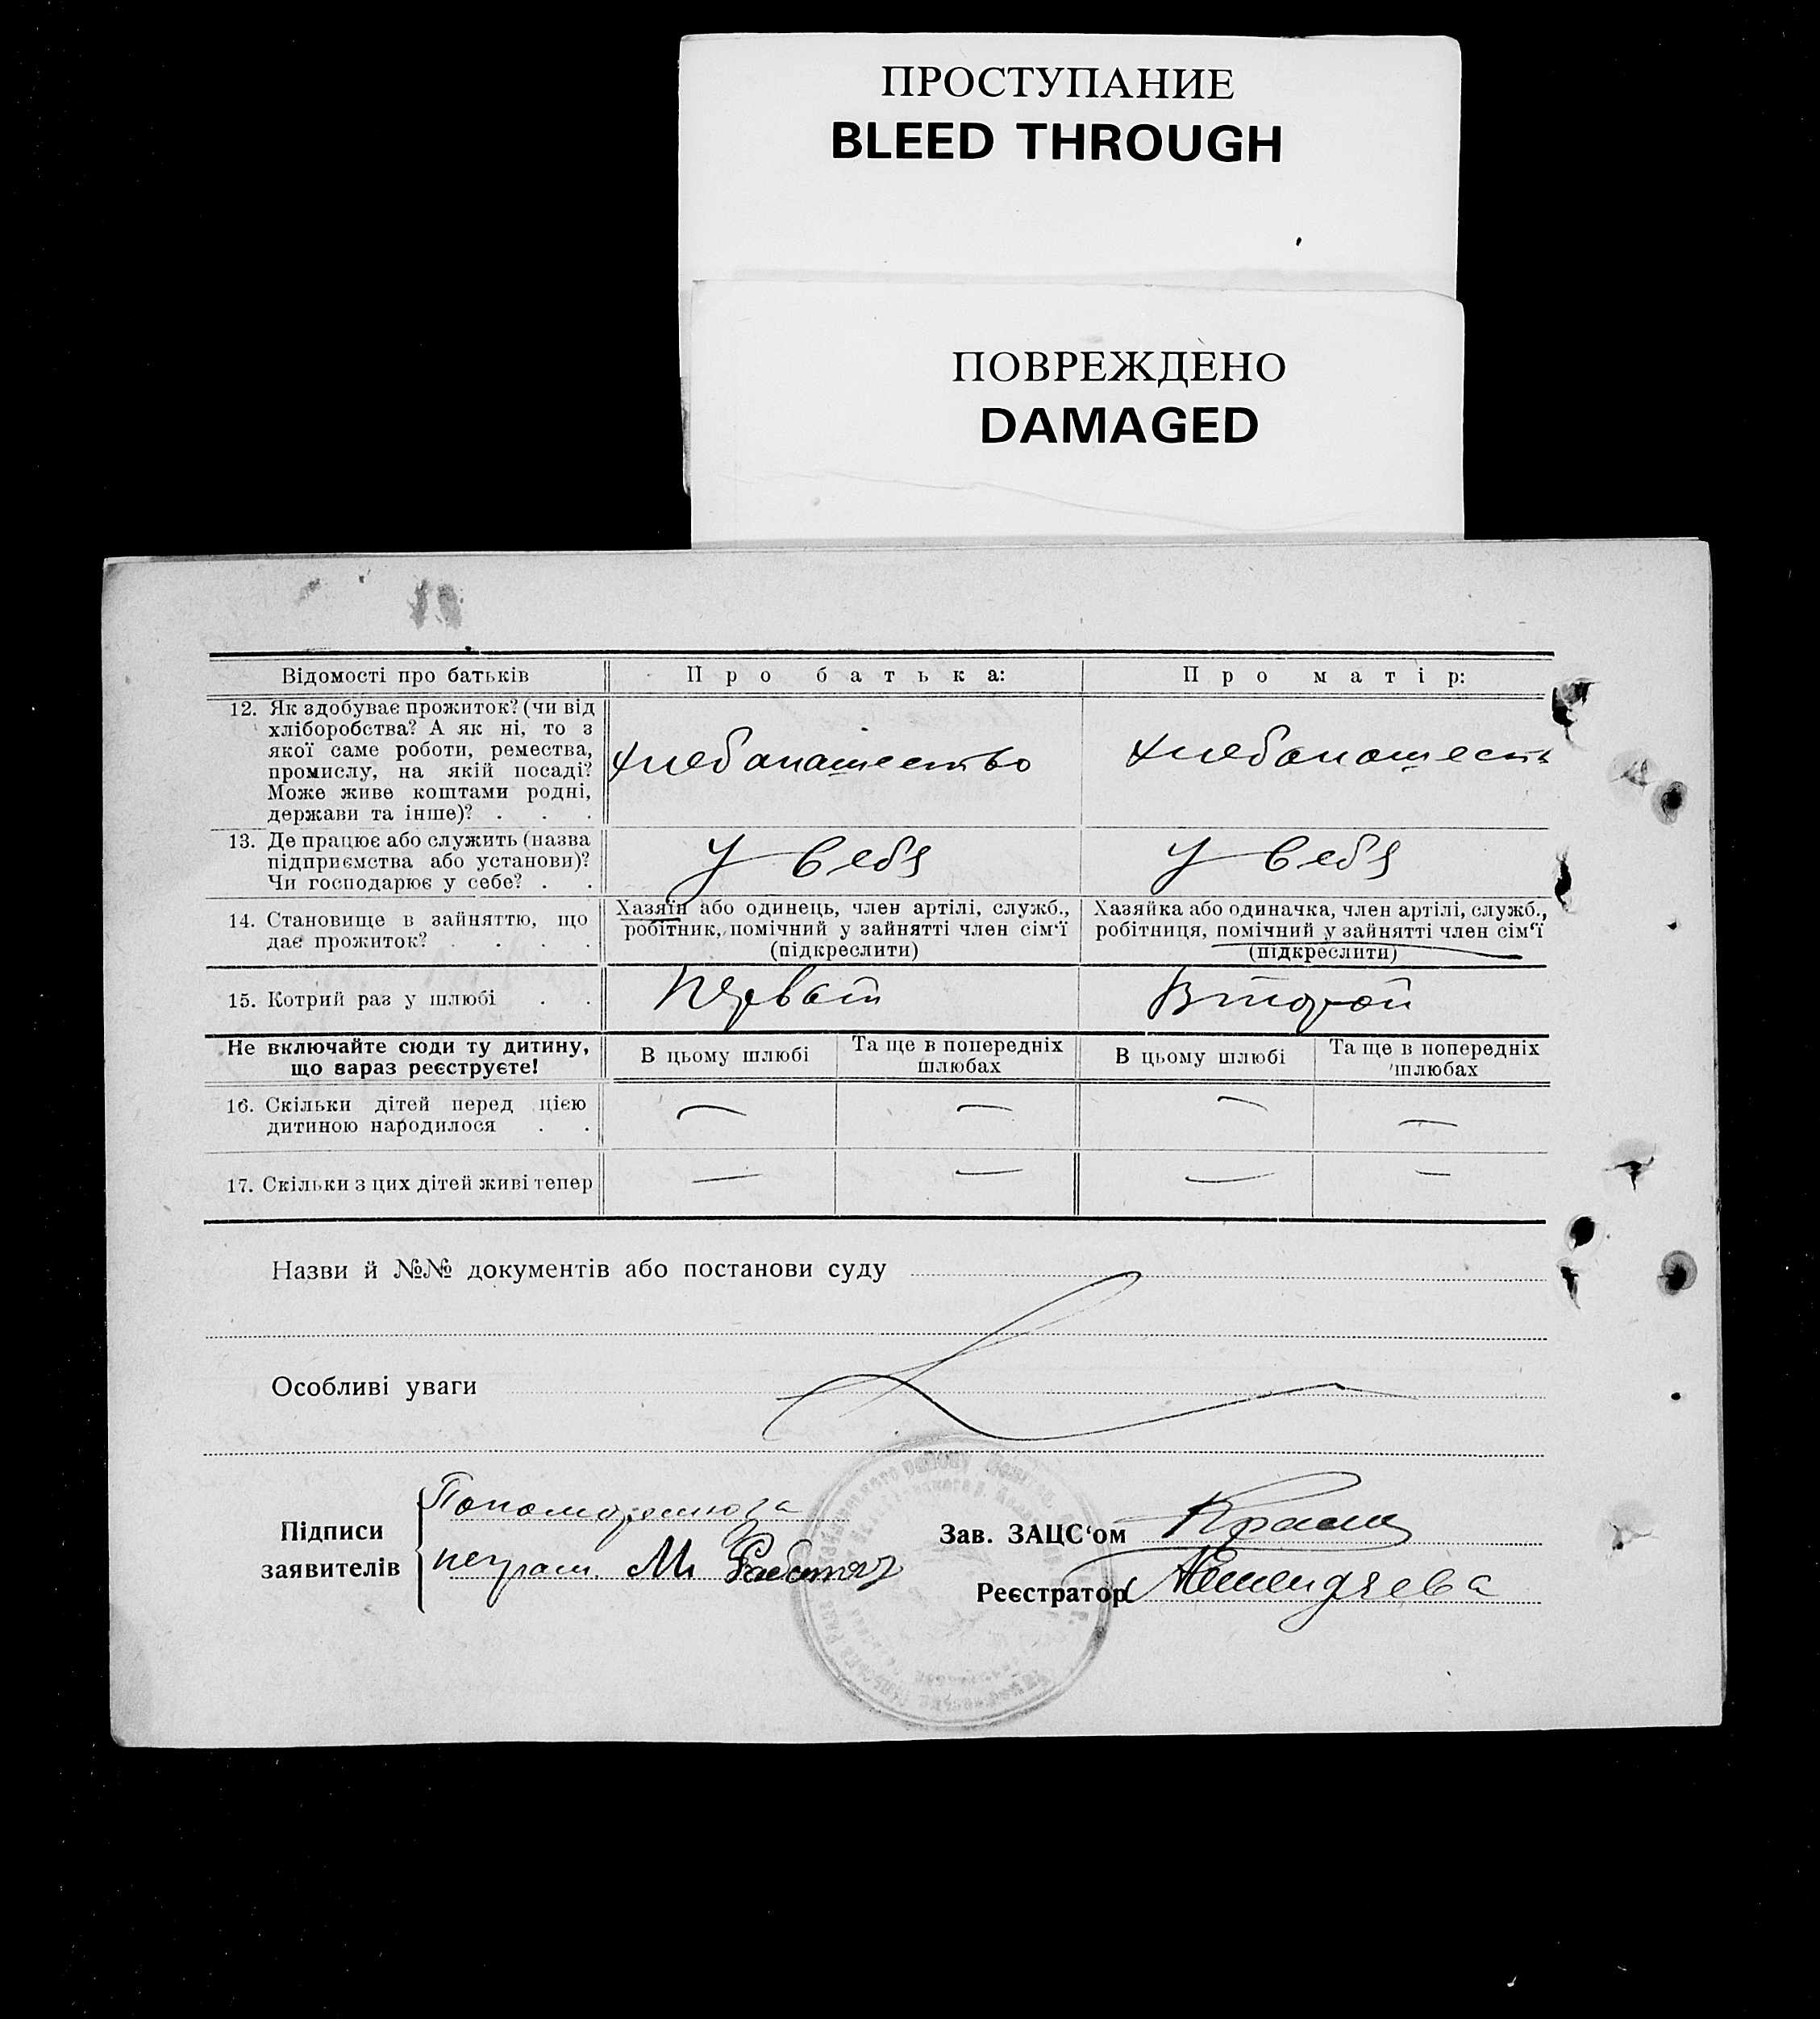 ПРОСТУПАНИЕ
BLEED THROUGH
ПОВРЕЖДЕНО
DAMAGED
Відомості про батьків
Про батька:
Про матір:
12. Як здобуває прожиток? (чи від
хліборобства? А як ні, то з
якої саме роботи, ремества,
промислу, на якій посаді?
Може живе коштами родні,
держави та інше)? . . .
хлебопашество
хлебопашест
13. Де працює або служить (назва
підприємства або установи)?
Чи господарює у себе? . .
У себя
У себя
14. Становище в зайняттю, що
дає прожиток? . . . .
Хазяїн або одинець, член артілі, служб.,
робітник, помічний у зайнятті член сім'ї
(підкреслити)
Хазяйка або одиначка, член артілі, служб.,
робітниця, помічний у зайнятті член сім'ї
(підкреслити)
15. Котрий раз у шлюбі . .
Первый
Второй
Не включайте сюди ту дитину,
що зараз реєструєте!
В цьому шлюбі
Та ще в попередніх
шлюбах
В цьому шлюбі
Та ще в попередніх
шлюбах
16. Скільки дітей перед цією
дитиною народилося . .
— — — —
17. Скільки з цих дітей живі тепер
— — — —
Назви й №№ документів або постанови суду
Особливі уваги
Підписи
заявителів
неграм. М.
Зав. ЗАЦС'ом
Реєстратор